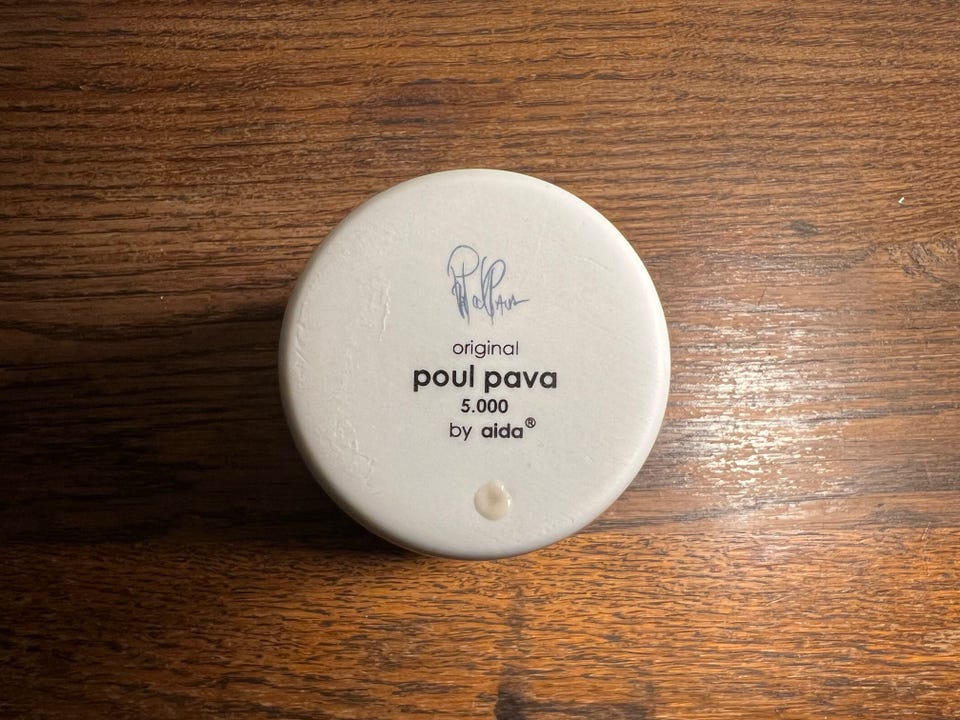 original
poul pava
5.000
by aida®